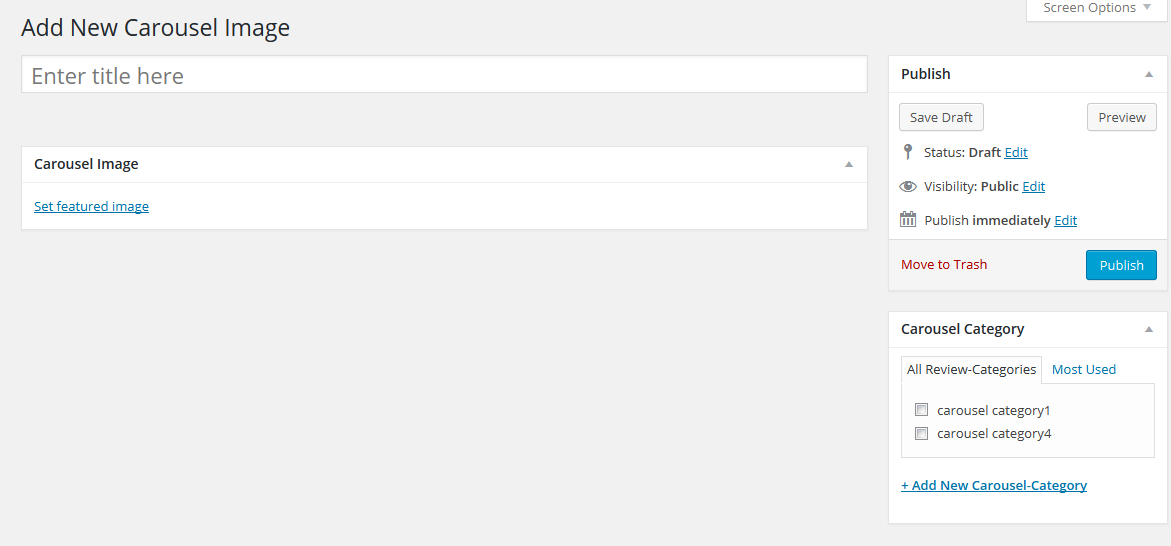 Screen Options
Add New Carousel Image
Enter title here
Carousel Image
Set featured image
Publish
Save Draft
Preview
Status: Draft Edit
Visibility: Public Edit
Publish immediately Edit
Move to Trash
Publish
Carousel Category
All Review-Categories
Most Used
carousel category1
carousel category4
+ Add New Carousel-Category